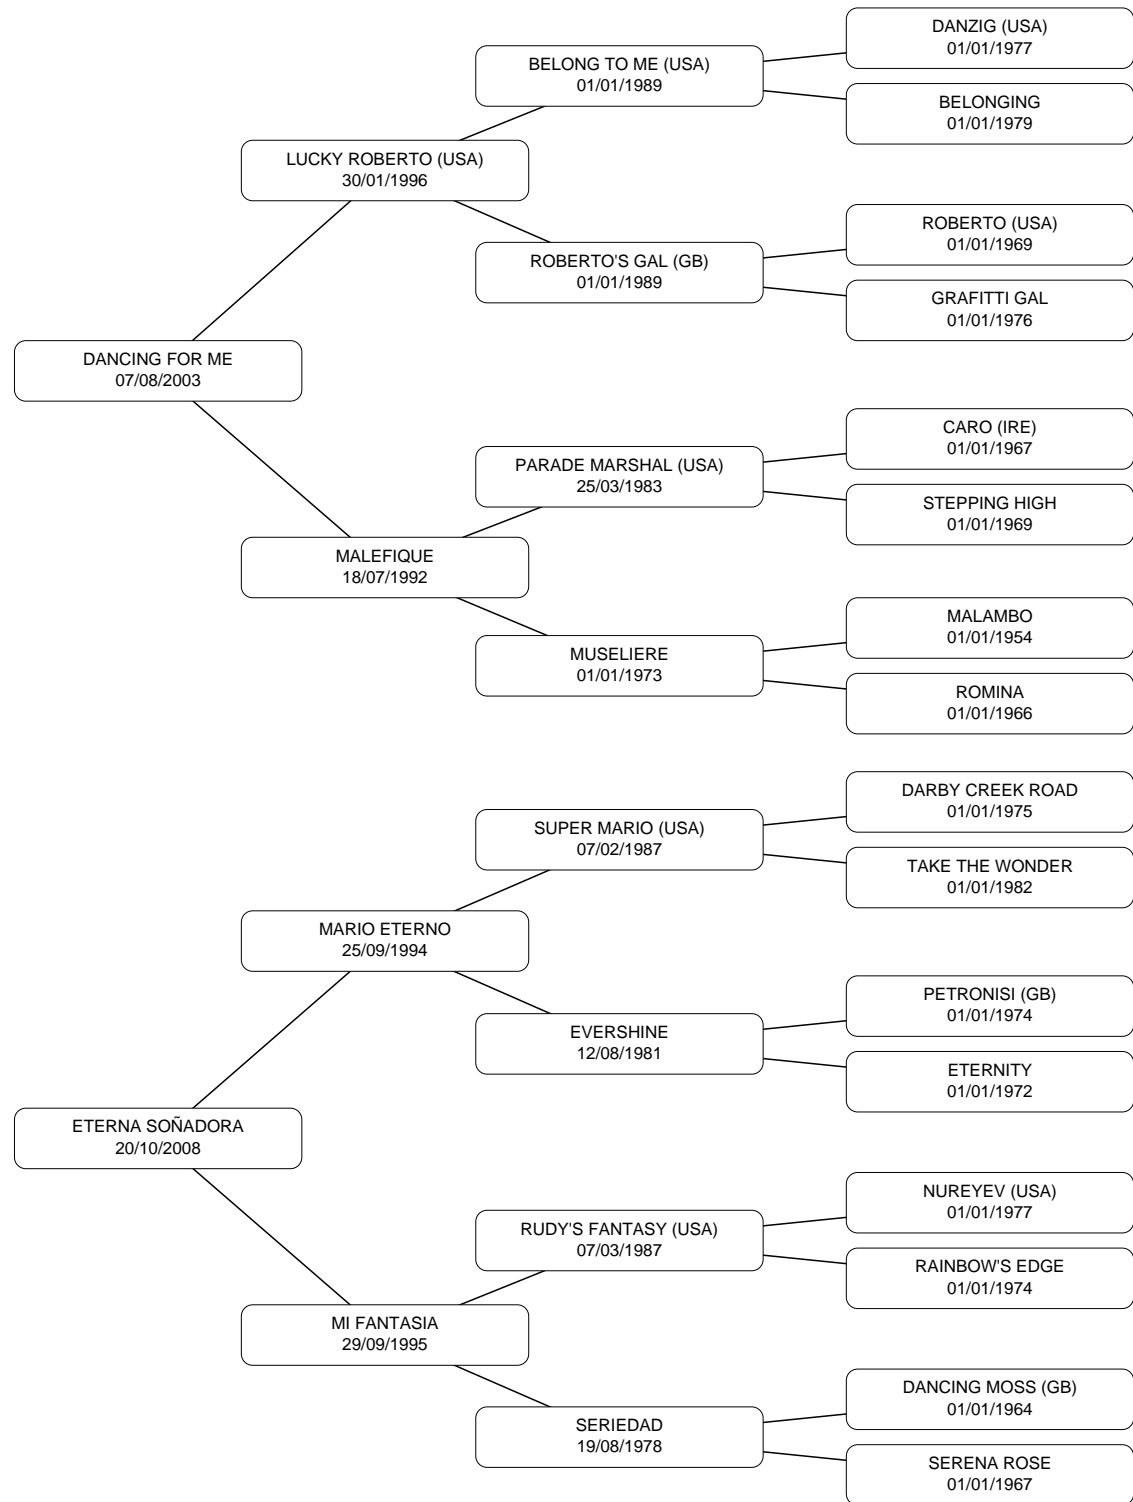 DANZIG (USA)
01/01/1977
BELONG TO ME (USA)
01/01/1989
BELONGING
01/01/1979
LUCKY ROBERTO (USA)
30/01/1996
ROBERTO (USA)
01/01/1969
ROBERTO'S GAL (GB)
01/01/1989
GRAFITTI GAL
01/01/1976
DANCING FOR ME
07/08/2003
CARO (IRE)
01/01/1967
PARADE MARSHAL (USA)
25/03/1983
STEPPING HIGH
01/01/1969
MALEFIQUE
18/07/1992
MALAMBO
01/01/1954
MUSELIERE
01/01/1973
ROMINA
01/01/1966
DARBY CREEK ROAD
01/01/1975
SUPER MARIO (USA)
07/02/1987
TAKE THE WONDER
01/01/1982
MARIO ETERNO
25/09/1994
PETRONISI (GB)
01/01/1974
EVERSHINE
12/08/1981
ETERNITY
01/01/1972
ETERNA SOÑADORA
20/10/2008
NUREYEV (USA)
01/01/1977
RUDY'S FANTASY (USA)
07/03/1987
RAINBOW'S EDGE
01/01/1974
MI FANTASIA
29/09/1995
DANCING MOSS (GB)
01/01/1964
SERIEDAD
19/08/1978
SERENA ROSE
01/01/1967